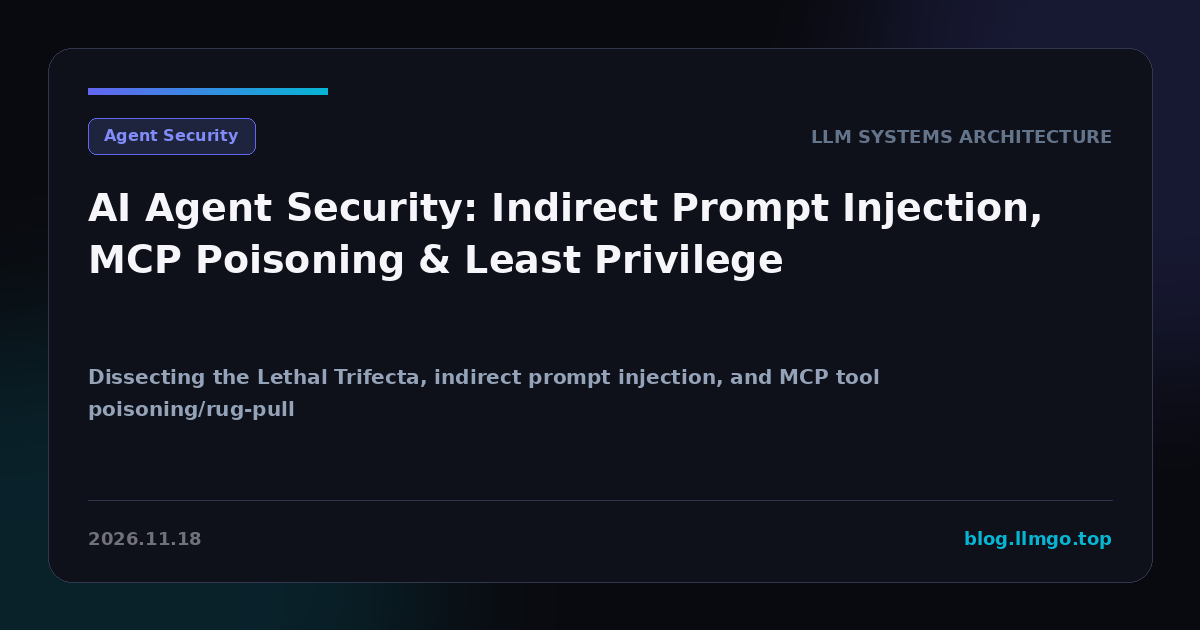 Agent Security
LLM SYSTEMS ARCHITECTURE
AI Agent Security: Indirect Prompt Injection,
MCP Poisoning & Least Privilege
Dissecting the Lethal Trifecta, indirect prompt injection, and MCP tool
poisoning/rug-pull
2026.11.18
blog.llmgo.top